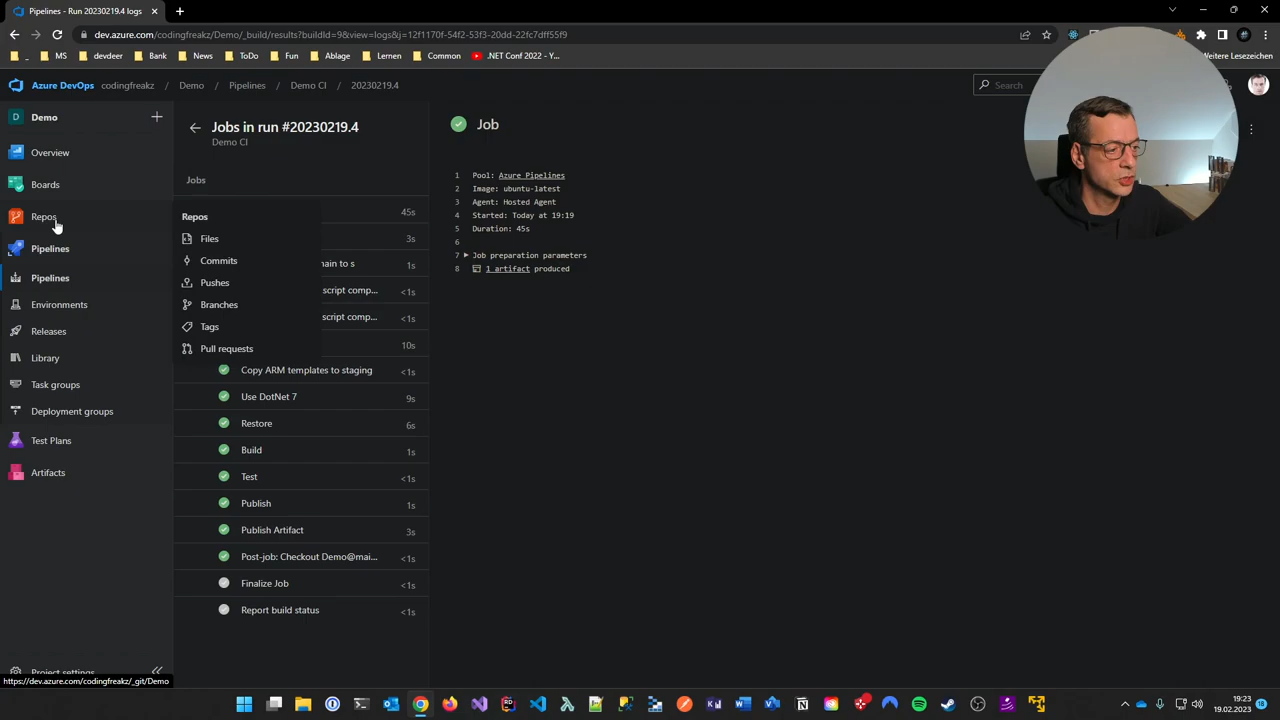 Pipelines - Run 20230219.4 logs
dev.azure.com/codingfreakz/Demo/_build/results?buildId=9&view=logs&j=12f1170f-54f2-53f3-20dd-22fc7dff55f9
MS
devdeer
Bank
News
ToDo
Fun
Ablage
Lernen
Common
.NET Conf 2022 - Y...
Weitere Lesezeichen
Azure DevOps
codingfreakz / Demo / Pipelines / Demo CI / 20230219.4
Search
D Demo
Overview
Boards
Repos
Pipelines
Pipelines
Environments
Releases
Library
Task groups
Deployment groups
Test Plans
Artifacts
Project settings
https://dev.azure.com/codingfreakz/_git/Demo
Repos
Files
Commits
Pushes
Branches
Tags
Pull requests
Jobs in run #20230219.4
Demo CI
Jobs
45s
3s
main to s 1s
script comp... <1s
script comp... <1s
10s
Copy ARM templates to staging <1s
Use DotNet 7 9s
Restore 6s
Build 1s
Test <1s
Publish 1s
Publish Artifact 3s
Post-job: Checkout Demo@mai... <1s
Finalize Job <1s
Report build status <1s
Job
1 Pool: Azure Pipelines
2 Image: ubuntu-latest
3 Agent: Hosted Agent
4 Started: Today at 19:19
5 Duration: 45s
6
7 Job preparation parameters
8 1 artifact produced
19:23
19.02.2023